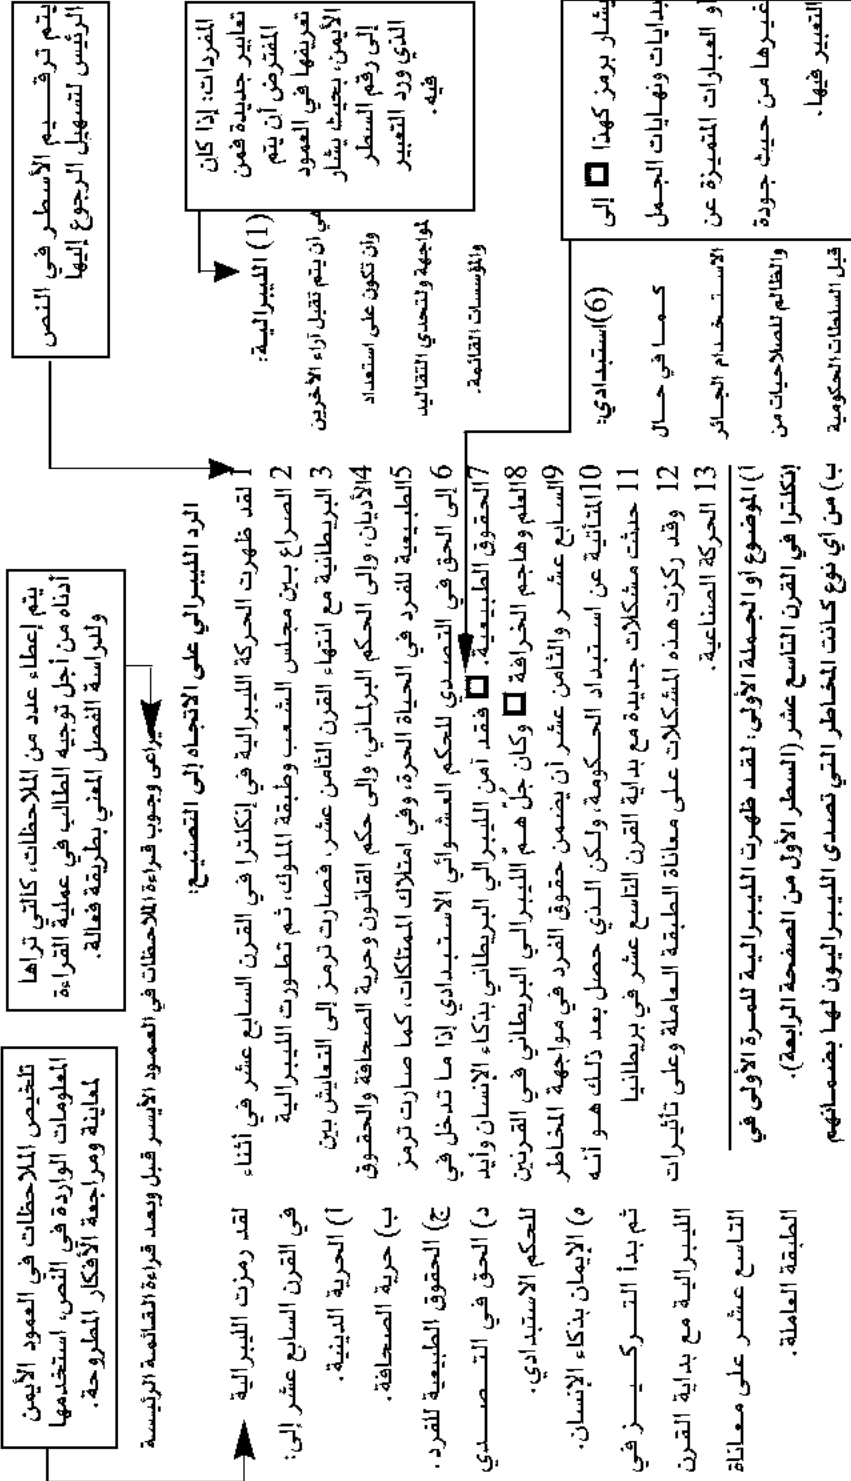 تلخيص الملاحظات في العمود الأيمن
المعلومات الواردة في النص، استخدمها
لمعاينة ومراجعة الأفكار المطروحة.
يتم إعطاء عدد من الملاحظات، كالتي تراها
أدناه من أجل توجيه الطالب في عملية القراءة
وللدراسة الفصل المعني بطريقة فعالة.
يتم ترقيم الأسطر في النص
الرئيس لتسهيل الرجوع إليها
يراعى وجوب قراءة الملاحظات في العمود الأيسر قبل وبعد قراءة القائمة الرئيسة
الرد الليبرالي على الاتجاه إلى التصنيع:
لقد رمزت الليبرالية
في القرن السابع عشر إلى:
أ) الحرية الدينية.
ب) حرية الصحافة.
ج) الحقوق الطبيعية للفرد.
د) الحق في التصدي
للحكم الاستبدادي.
ه) الإيمان بذكاء الإنسان.
ثم بدأ التركيز في
الليبرالية مع بداية القرن
التاسع عشر على معاناة
الطبقة العاملة.
1 لقد ظهرت الحركة الليبرالية في إنكلترا في القرن السابع عشر في أثناء
2 الصراع بين مجلس الشعب وطبقة الملوك، ثم تطورت الليبرالية
3 البريطانية مع انتهاء القرن الثامن عشر، فصارت ترمز إلى التعايش بين
4 الأديان، وإلى الحكم البرلماني، وإلى حكم القانون وحرية الصحافة والحقوق
5 الطبيعية للفرد في الحياة الحرة، وفي امتلاك الممتلكات، كما صارت ترمز
6 إلى الحق في التصدي للحكم العشوائي الاستبدادي إذا ما تدخل في
7 الحقوق الطبيعية. □ فقد آمن الليبرالي البريطاني بذكاء الإنسان وأيد
8 العلم وهاجم الخرافة □ وكان جُلّ همّ الليبرالي البريطاني في القرنين
9 السابع عشر والثامن عشر أن يضمن حقوق الفرد في مواجهة المخاطر
10 المتأتية عن استبداد الحكومة، ولكن الذي حصل بعد ذلك هو أنه
11 حدثت مشكلات جديدة مع بداية القرن التاسع عشر في بريطانيا
12 وقد ركزت هذه المشكلات على معاناة الطبقة العاملة وعلى تأثيرات
13 الحركة الصناعية.
أ) الموضوع أو الجملة الأولى: لقد ظهرت الليبرالية للمرة الأولى في
إنكلترا في القرن التاسع عشر (السطر الأول من الصفحة الرابعة).
ب) من أي نوع كانت المخاطر التي تصدى الليبراليون لها بضمانهم
(1) الليبرالية:
هي أن يتم تقبل آراء الآخرين
وأن تكون على استعداد
لمواجهة ولتحدي التقاليد
والمؤسسات القائمة.
(6) استبدادي:
كما في حال
الاستخدام الجائر
والظالم للصلاحيات من
قبل السلطات الحكومية
المفردات: إذا كان
تعابير جديدة فمن
المفترض أن يتم
تعريفها في العمود
الأيمن، بحيث يشار
إلى رقم السطر
الذي ورد التعبير
فيه.
يشار برمز كهذا □ إلى
بدايات ونهايات الجمل
أو العبارات المتميزة عن
غيرها من حيث جودة
التعبير فيها.